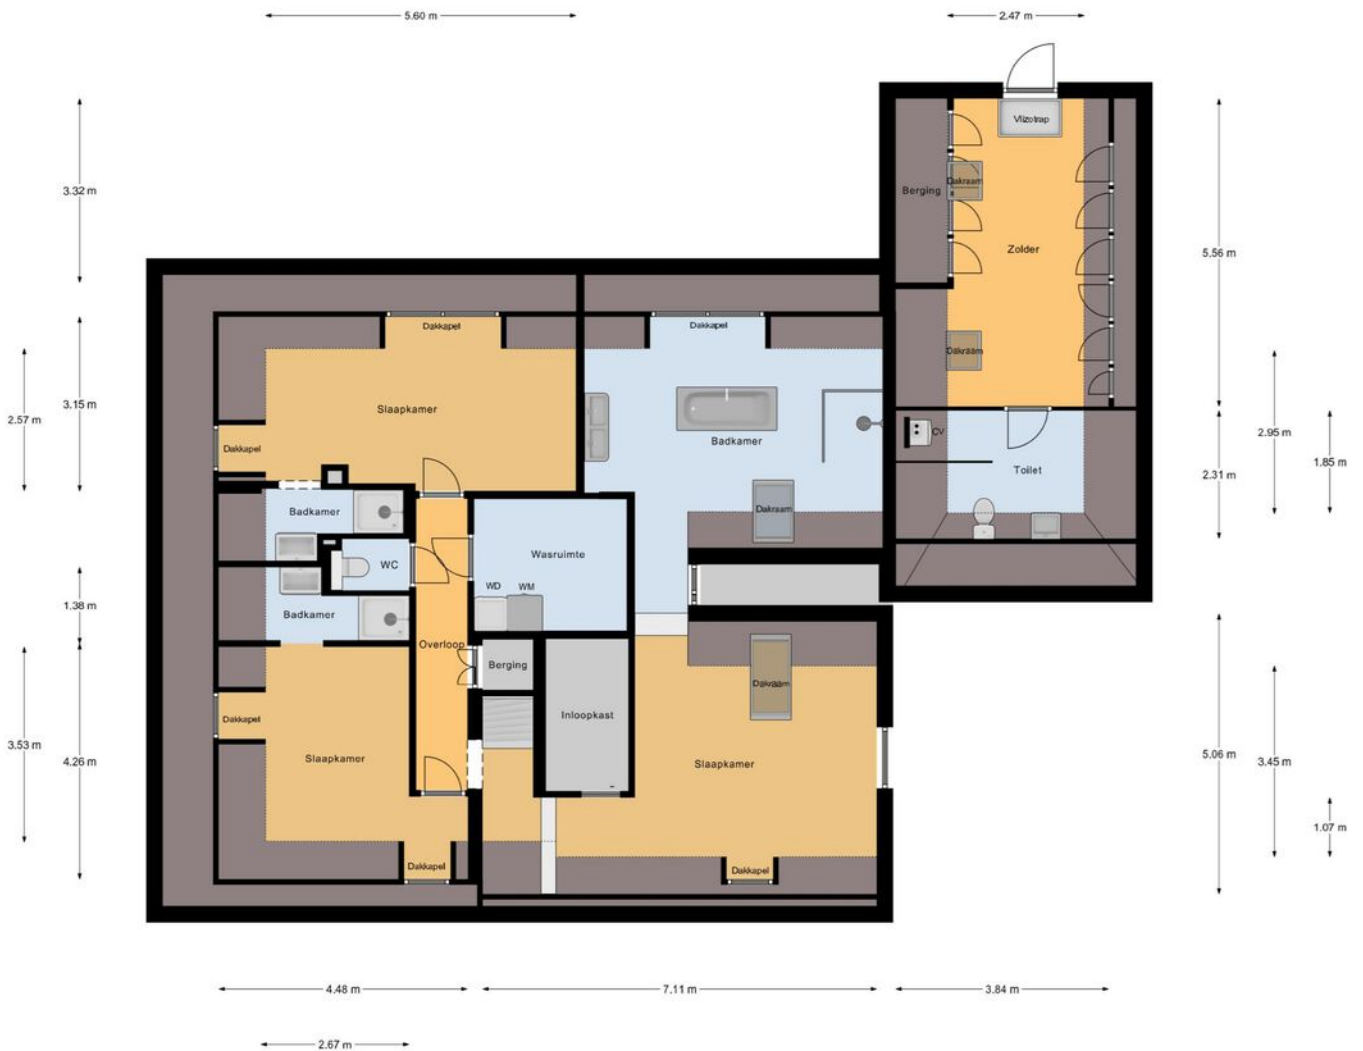 5.60 m
2.47 m
Vlizotrap
3.32 m
Dakraam
Berging
Zolder
5.56 m
Dakkapel
Dakkapel
Dakraam
3.15 m
Slaapkamer
2.57 m
CV
2.95 m
Badkamer
Dakkapel
1.85 m
Toilet
2.31 m
Badkamer
Dakraam
Wasruimte
WC
WD
WM
1.38 m
Badkamer
Overloop
Berging
Dakraam
Inloopkast
Dakkapel
3.53 m
Slaapkamer
4.26 m
Slaapkamer
5.06 m
3.45 m
1.07 m
Dakkapel
Dakkapel
4.48 m
7.11 m
3.84 m
2.67 m